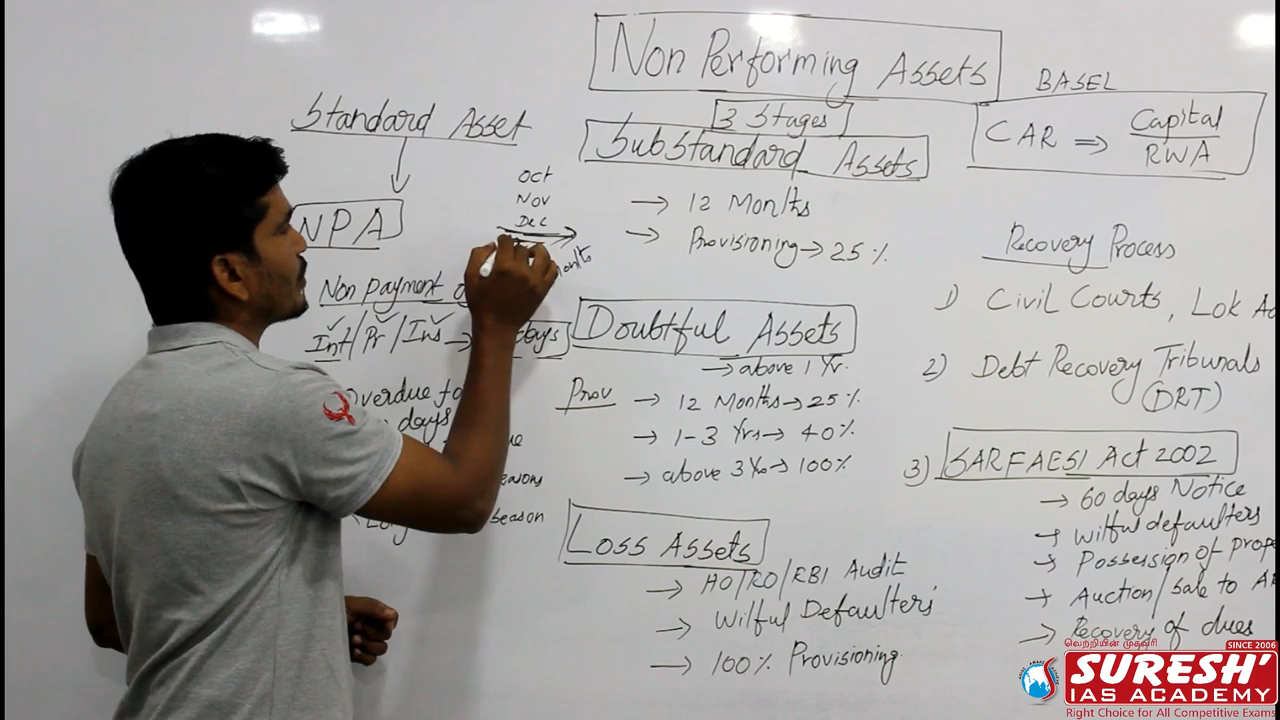 Non Performing Assets
3 Stages
BASEL
CAR ⇒ Capital
RWA
Standard Asset
NPA
Non Payment
Int/Pr/Ins → days
Overdue
days
Season
Oct
Nov
Dec
Substandard Assets
→ 12 Months
→ Provisioning → 25 %
Doubtful Assets
→ above 1 Yr.
Prov → 12 Months → 25 %
→ 1-3 Yrs → 40 %
→ above 3 Yrs → 100%
Loss Assets
→ HO/RO/RBI Audit
→ Wilful Defaulters
→ 100% Provisioning
Recovery Process
1) Civil Courts, Lok
2) Debt Recovery Tribunals
(DRT)
3) SARFAESI Act 2002
→ 60 days Notice
→ Wilful defaulters
→ Possession of
→ Auction/Sale to
→ Recovery of dues
வெற்றியின் முகவரி
SINCE 2006
SURESH'
IAS ACADEMY
Right Choice for All Competitive Exams